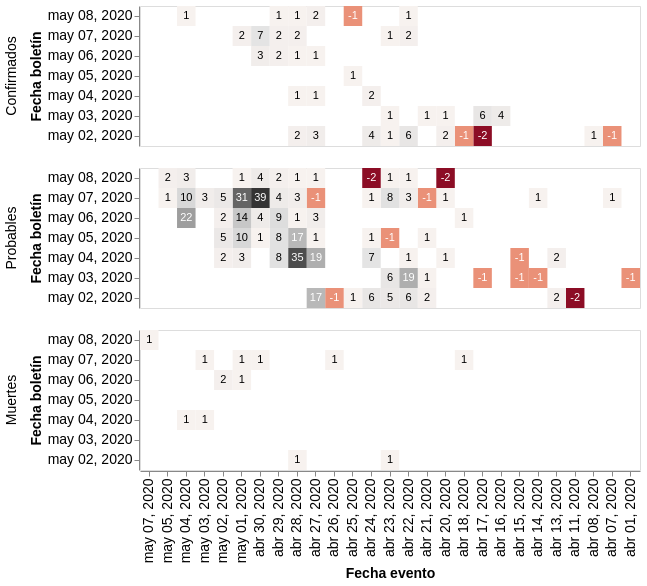 Confirmados
Fecha boletín
may 08, 2020 1 1 1 2 -1 1
may 07, 2020 2 7 2 2 1 2
may 06, 2020 3 2 1 1
may 05, 2020 1
may 04, 2020 1 1 2
may 03, 2020 1 1 1 6 4
may 02, 2020 2 3 4 1 6 2 -1 -2 1 -1
Probables
Fecha boletín
may 08, 2020 2 3 1 4 2 1 1 -2 1 1 -2
may 07, 2020 1 10 3 5 31 39 4 3 -1 1 8 3 -1 1 1 1
may 06, 2020 22 2 14 4 9 1 3 1
may 05, 2020 5 10 1 8 17 1 1 -1 1
may 04, 2020 2 3 8 35 19 7 1 1 -1 2
may 03, 2020 6 19 1 -1 -1 -1 -1
may 02, 2020 17 -1 1 6 5 6 2 2 -2
Muertes
Fecha boletín
may 08, 2020 1
may 07, 2020 1 1 1 1 1
may 06, 2020 2 1
may 05, 2020
may 04, 2020 1 1
may 03, 2020
may 02, 2020 1 1
may 07, 2020
may 05, 2020
may 04, 2020
may 03, 2020
may 02, 2020
may 01, 2020
abr 30, 2020
abr 29, 2020
abr 28, 2020
abr 27, 2020
abr 26, 2020
abr 25, 2020
abr 24, 2020
abr 23, 2020
abr 22, 2020
abr 21, 2020
abr 20, 2020
abr 18, 2020
abr 17, 2020
abr 16, 2020
abr 15, 2020
abr 14, 2020
abr 13, 2020
abr 11, 2020
abr 08, 2020
abr 07, 2020
abr 01, 2020
Fecha evento